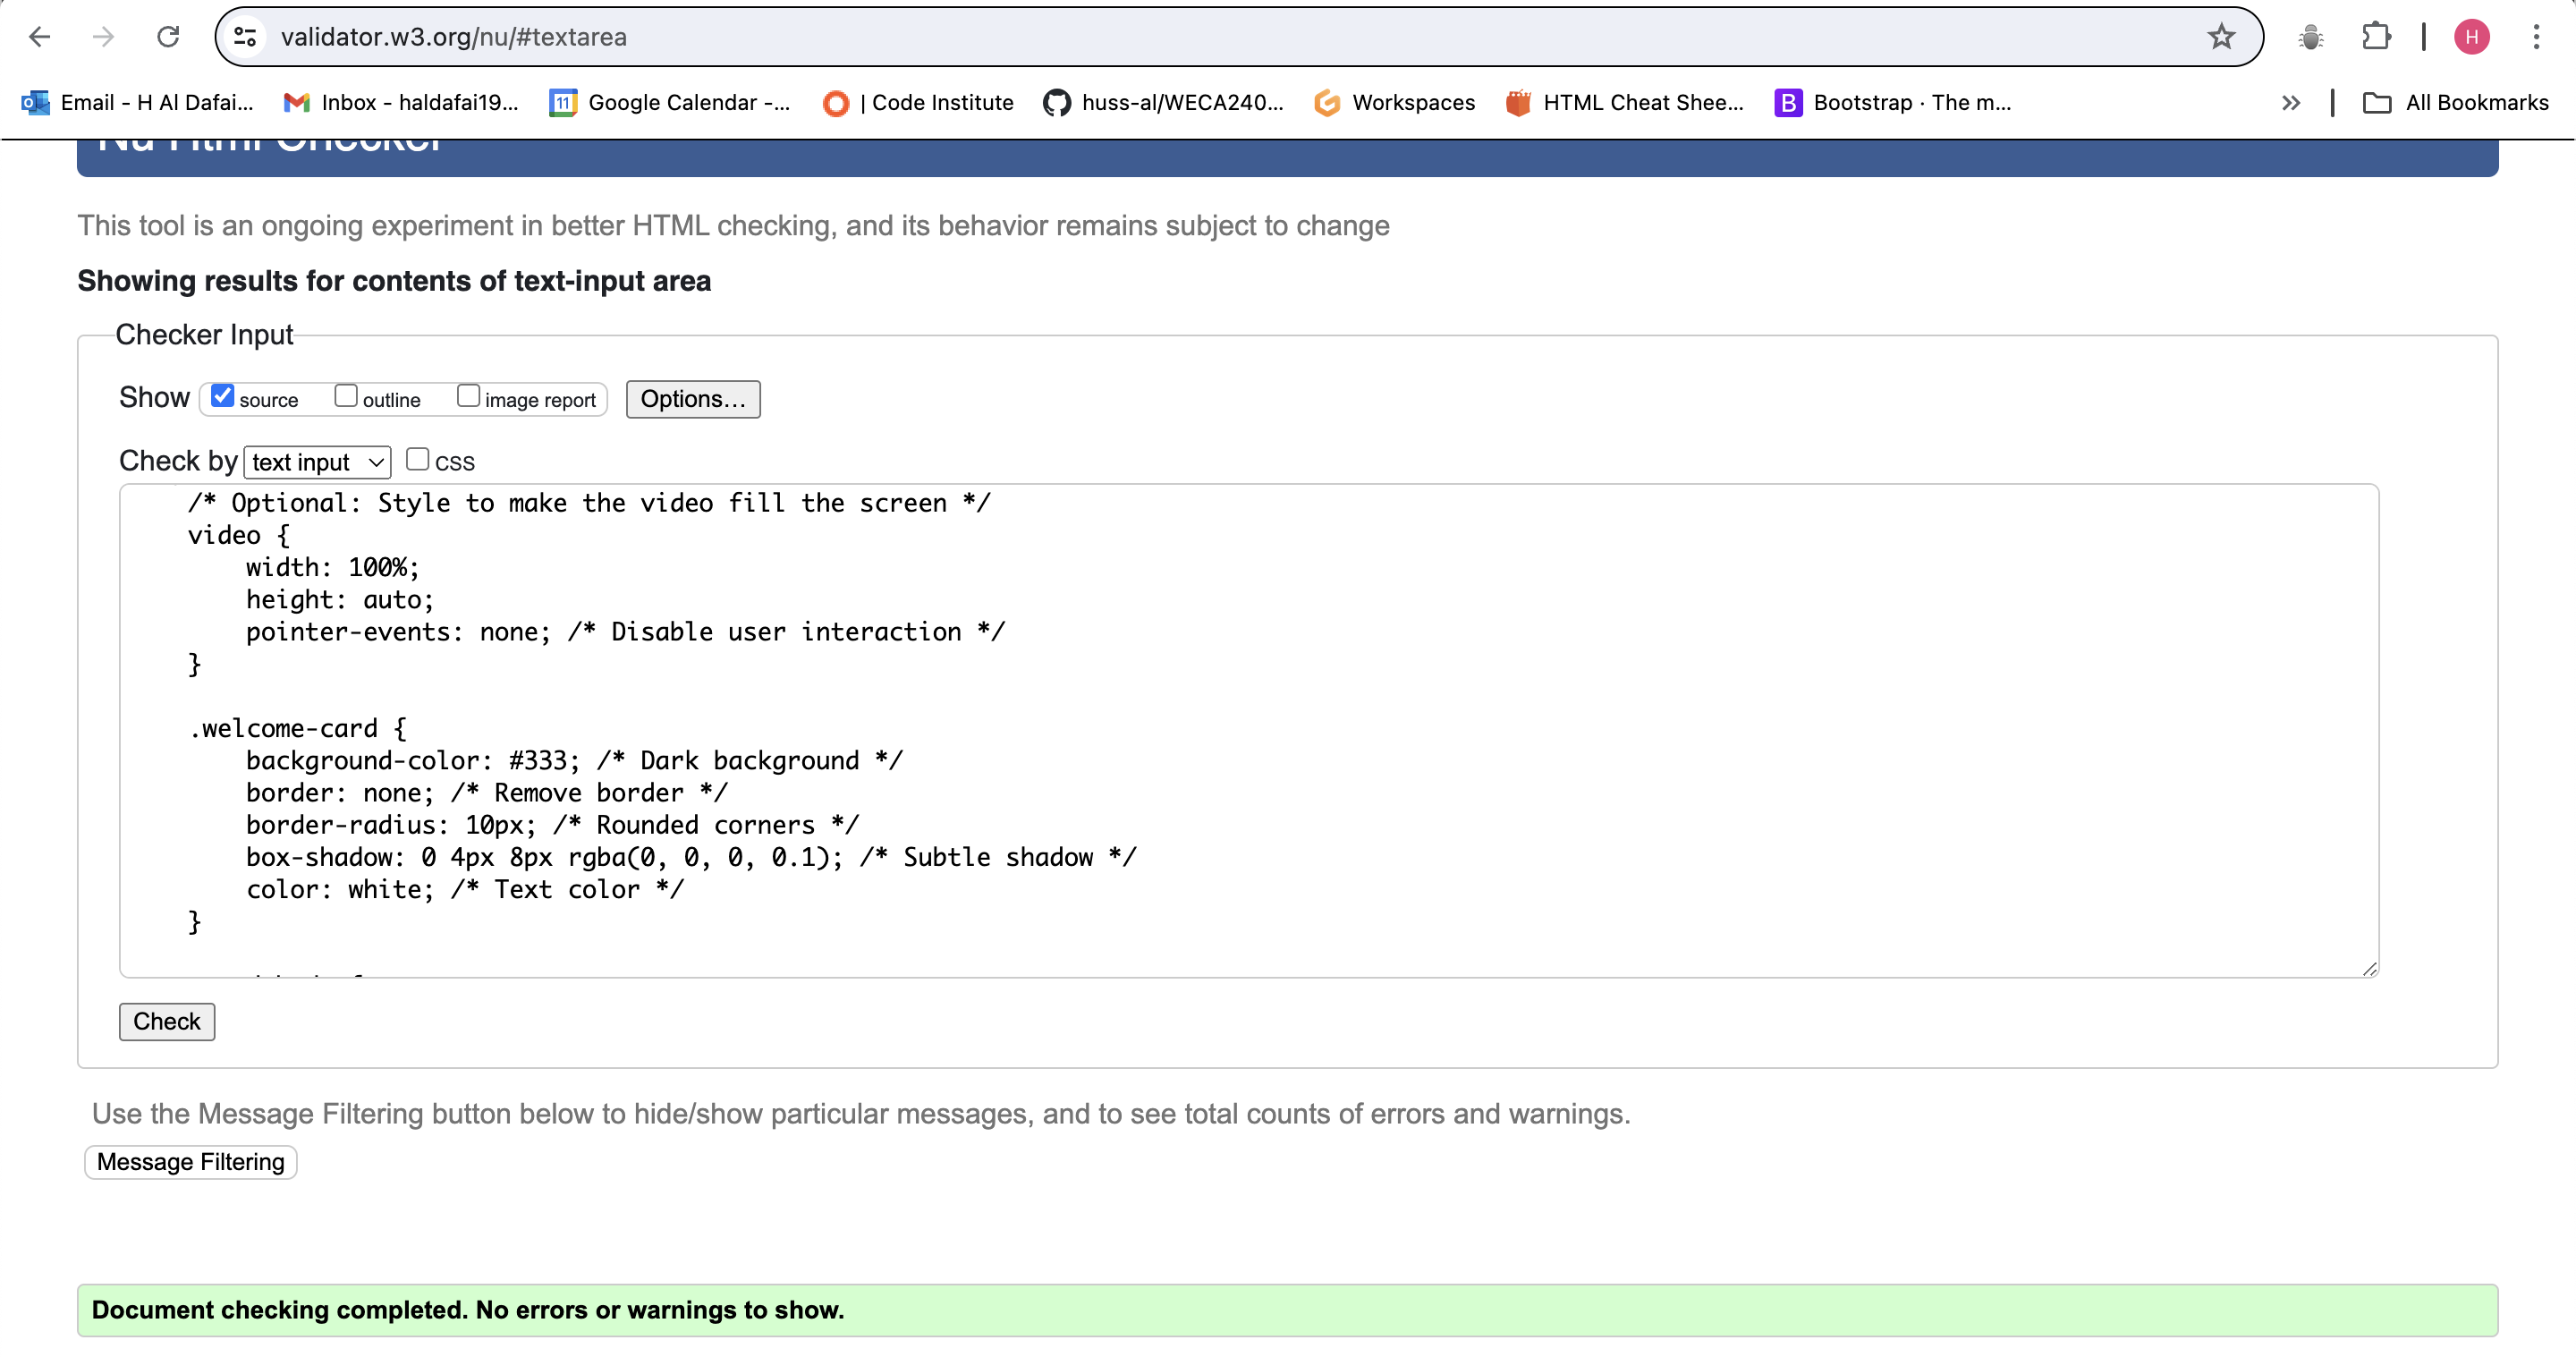 validator.w3.org/nu/#textarea
H
Email - H Al Dafai...
Inbox - haldafai19...
11
Google Calendar -...
| Code Institute
huss-al/WECA240...
Workspaces
HTML Cheat Shee...
B
Bootstrap · The m...
All Bookmarks
Nu Html Checker
This tool is an ongoing experiment in better HTML checking, and its behavior remains subject to change
Showing results for contents of text-input area
Checker Input
Show source outline image report Options...
Check by text input CSS
/* Optional: Style to make the video fill the screen */
video {
width: 100%;
height: auto;
pointer-events: none; /* Disable user interaction */
}
.welcome-card {
background-color: #333; /* Dark background */
border: none; /* Remove border */
border-radius: 10px; /* Rounded corners */
box-shadow: 0 4px 8px rgba(0, 0, 0, 0.1); /* Subtle shadow */
color: white; /* Text color */
}
Check
Use the Message Filtering button below to hide/show particular messages, and to see total counts of errors and warnings.
Message Filtering
Document checking completed. No errors or warnings to show.